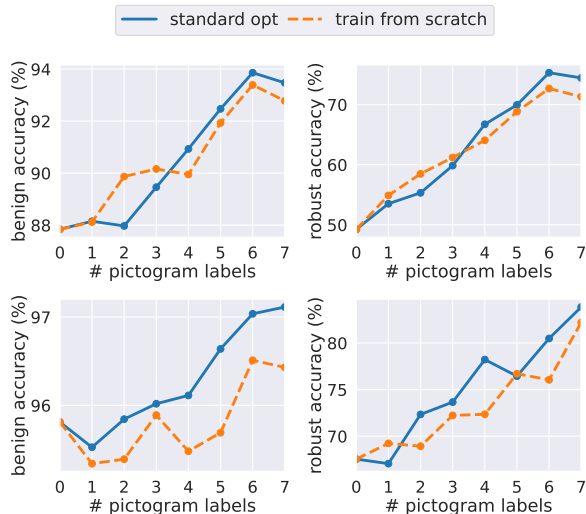 standard opt train from scratch
benign accuracy (%)
94
92
90
88
0 1 2 3 4 5 6 7
# pictogram labels
robust accuracy (%)
70
60
50
0 1 2 3 4 5 6 7
# pictogram labels
benign accuracy (%)
97
96
0 1 2 3 4 5 6 7
# pictogram labels
robust accuracy (%)
80
75
70
0 1 2 3 4 5 6 7
# pictogram labels